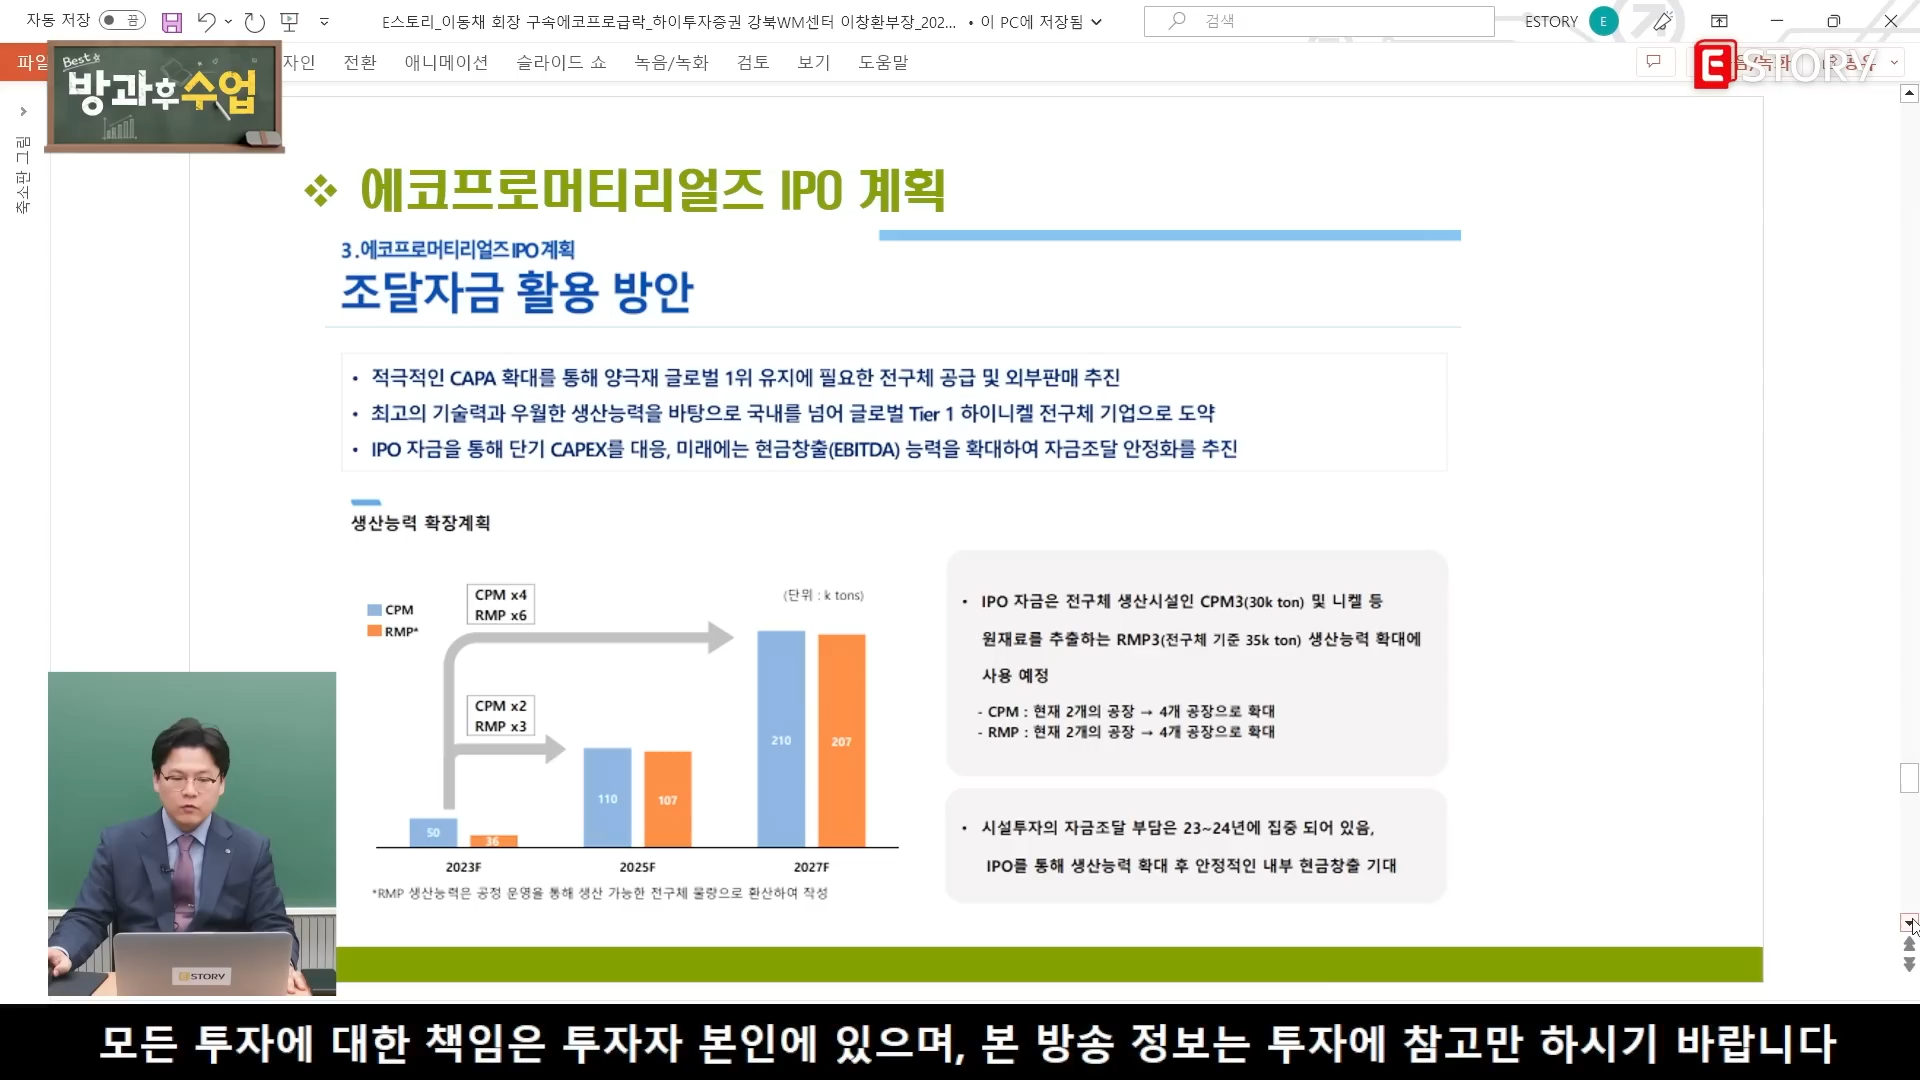 자동 저장 끔
E스토리_이동채 회장 구속에코프로급락_하이투자증권 강북WM센터 이창환부장_202... • 이 PC에 저장됨
검색
ESTORY E
전환 애니메이션 슬라이드 쇼 녹음/녹화 검토 보기 도움말
Best
방과후수업
ESTORY
축소판 그림
에코프로머티리얼즈 IPO 계획
3.에코프로머티리얼즈 IPO 계획
조달자금 활용 방안
• 적극적인 CAPA 확대를 통해 양극재 글로벌 1위 유지에 필요한 전구체 공급 및 외부판매 추진
• 최고의 기술력과 우월한 생산능력을 바탕으로 국내를 넘어 글로벌 Tier 1 하이니켈 전구체 기업으로 도약
• IPO 자금을 통해 단기 CAPEX를 대응, 미래에는 현금창출(EBITDA) 능력을 확대하여 자금조달 안정화를 추진
생산능력 확장계획
CPM
RMP*
CPM x4
RMP x6
(단위 : k tons)
CPM x2
RMP x3
50
36
110
107
210
207
2023F
2025F
2027F
*RMP 생산능력은 공정 운영을 통해 생산 가능한 전구체 물량으로 환산하여 작성
• IPO 자금은 전구체 생산시설인 CPM3(30k ton) 및 니켈 등
원재료를 추출하는 RMP3(전구체 기준 35k ton) 생산능력 확대에
사용 예정
- CPM : 현재 2개의 공장 → 4개 공장으로 확대
- RMP : 현재 2개의 공장 → 4개 공장으로 확대
• 시설투자의 자금조달 부담은 23~24년에 집중 되어 있음,
IPO를 통해 생산능력 확대 후 안정적인 내부 현금창출 기대
ESTORY
모든 투자에 대한 책임은 투자자 본인에 있으며, 본 방송 정보는 투자에 참고만 하시기 바랍니다